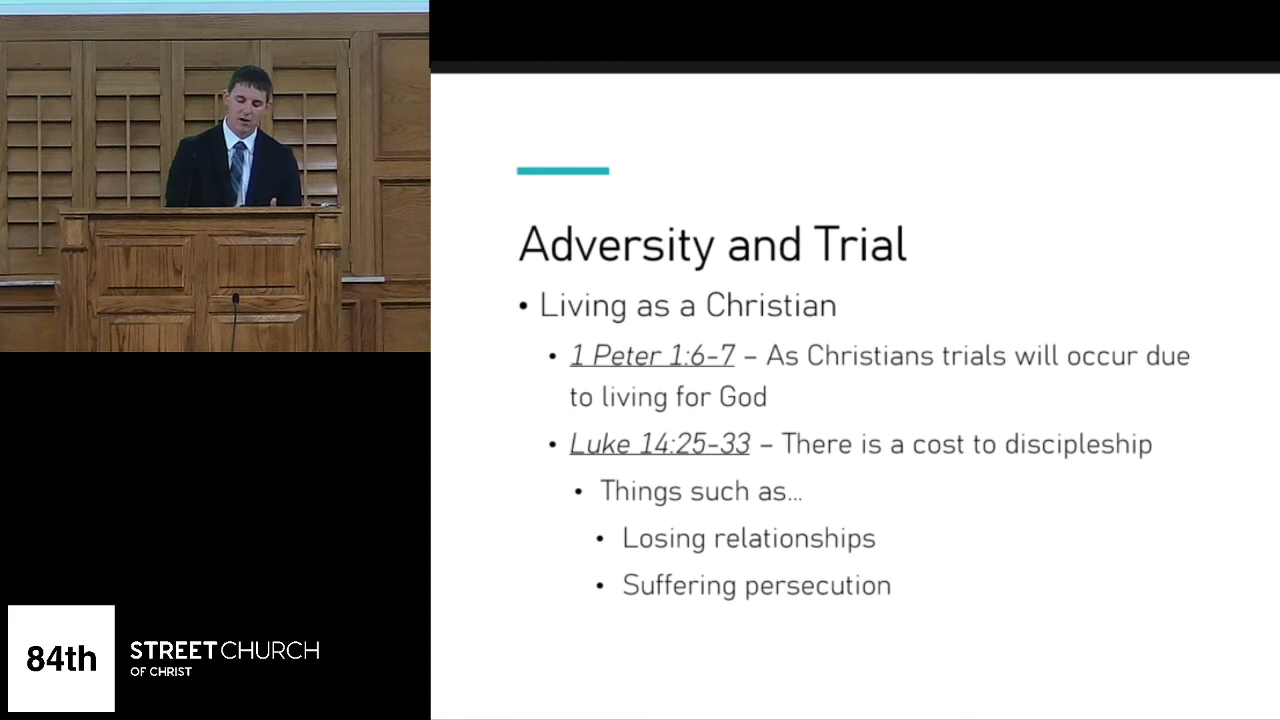 Adversity and Trial
• Living as a Christian
• 1 Peter 1:6-7 – As Christians trials will occur due
to living for God
• Luke 14:25-33 – There is a cost to discipleship
• Things such as...
• Losing relationships
• Suffering persecution
84th
STREET CHURCH
OF CHRIST